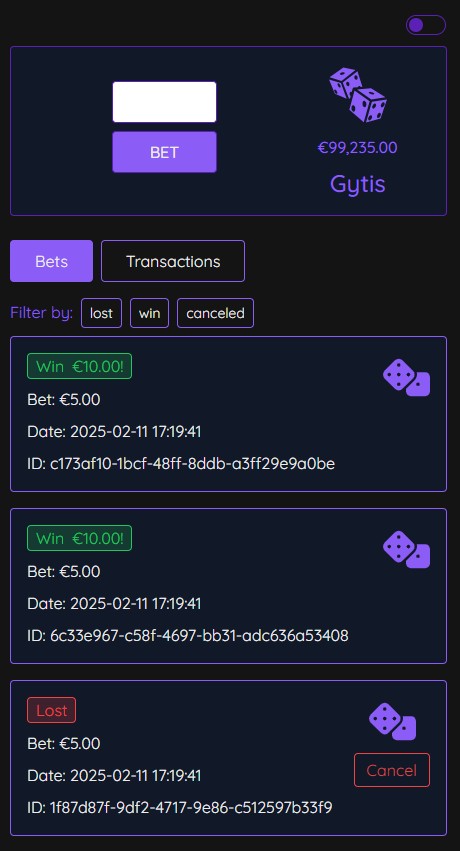 BET
€99,235.00
Gytis
Bets Transactions
Filter by: lost win canceled
Win €10.00!
Bet: €5.00
Date: 2025-02-11 17:19:41
ID: c173af10-1bcf-48ff-8ddb-a3ff29e9a0be
Win €10.00!
Bet: €5.00
Date: 2025-02-11 17:19:41
ID: 6c33e967-c58f-4697-bb31-adc636a53408
Lost
Bet: €5.00
Cancel
Date: 2025-02-11 17:19:41
ID: 1f87d87f-9df2-4717-9e86-c512597b33f9